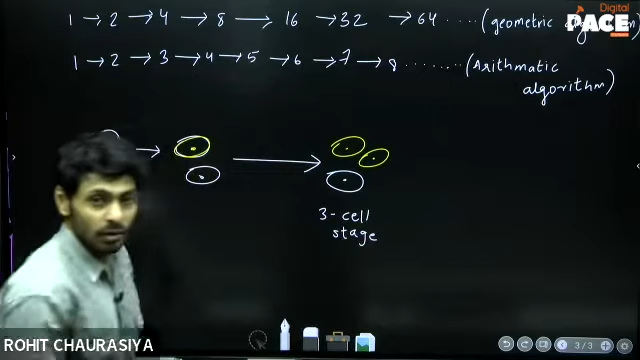 1 → 2 → 4 → 8 → 16 → 32 → 64 ..... (geometric
Digital
PACE
1 → 2 → 3 → 4 → 5 → 6 → 7 → 8 ........ (Arithmatic
algorithm)
3-cell
stage
ROHIT CHAURASIYA
3/3